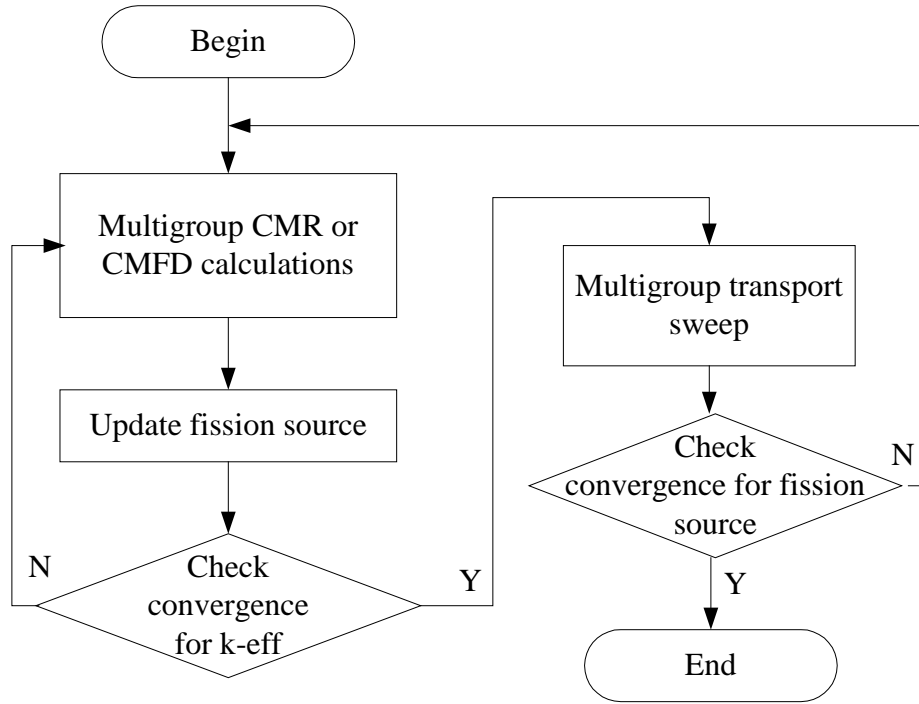 Begin
Multigroup CMR or
CMFD calculations
Update fission source
Check
convergence
for k-eff
N
Y
Multigroup transport
sweep
Check
convergence for fission
source
N
Y
End